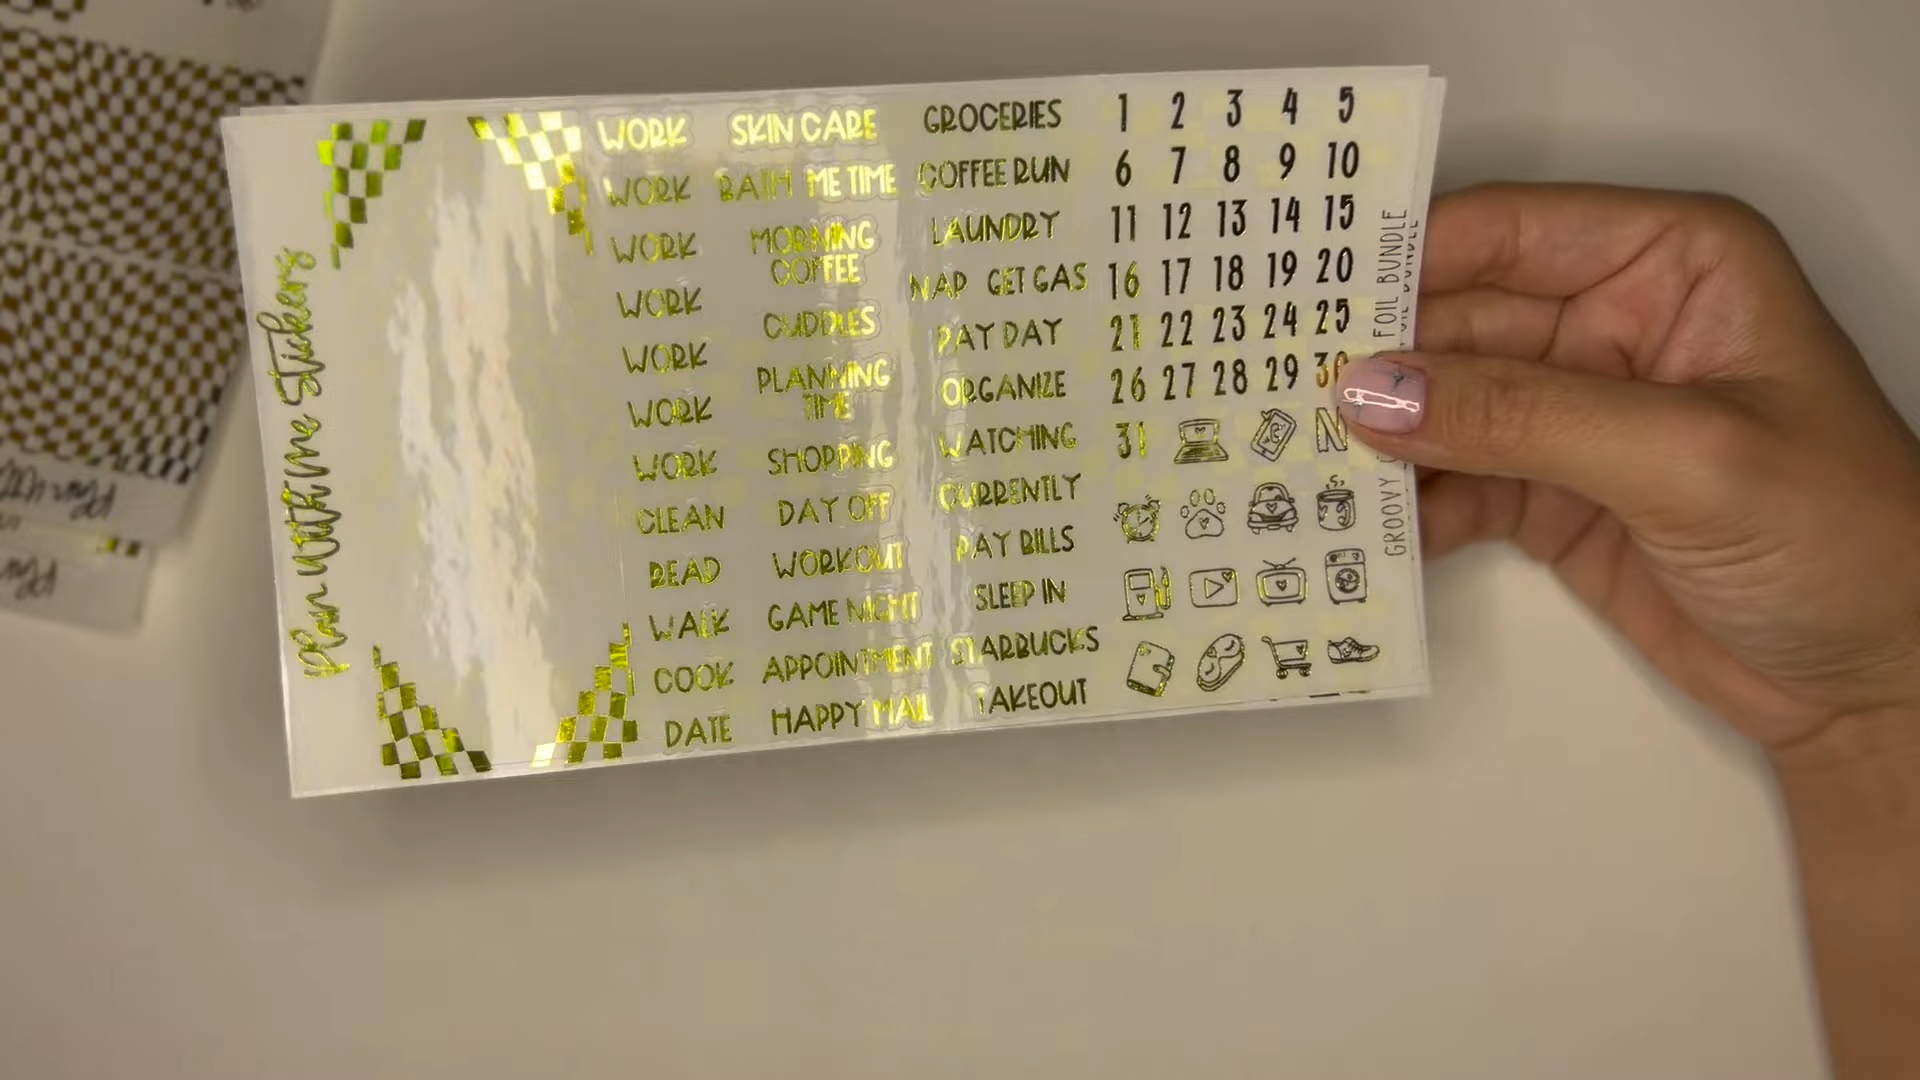 Plan With Me Stickers
WORK
WORK
WORK
WORK
WORK
WORK
WORK
CLEAN
READ
WALK
COOK
DATE
SKIN CARE
BATH ME TIME
MORNING
COFFEE
CUDDLES
PLANNING
TIME
SHOPPING
DAY OFF
WORKOUT
GAME NIGHT
APPOINTMENT
HAPPY MAIL
GROCERIES
COFFEE RUN
LAUNDRY
NAP GET GAS
PAY DAY
ORGANIZE
WATCHING
CURRENTLY
PAY BILLS
SLEEP IN
STARBUCKS
TAKEOUT
1 2 3 4 5
6 7 8 9 10
11 12 13 14 15
16 17 18 19 20
21 22 23 24 25
26 27 28 29 30
31
N
GROOVY
FOIL BUNDLE